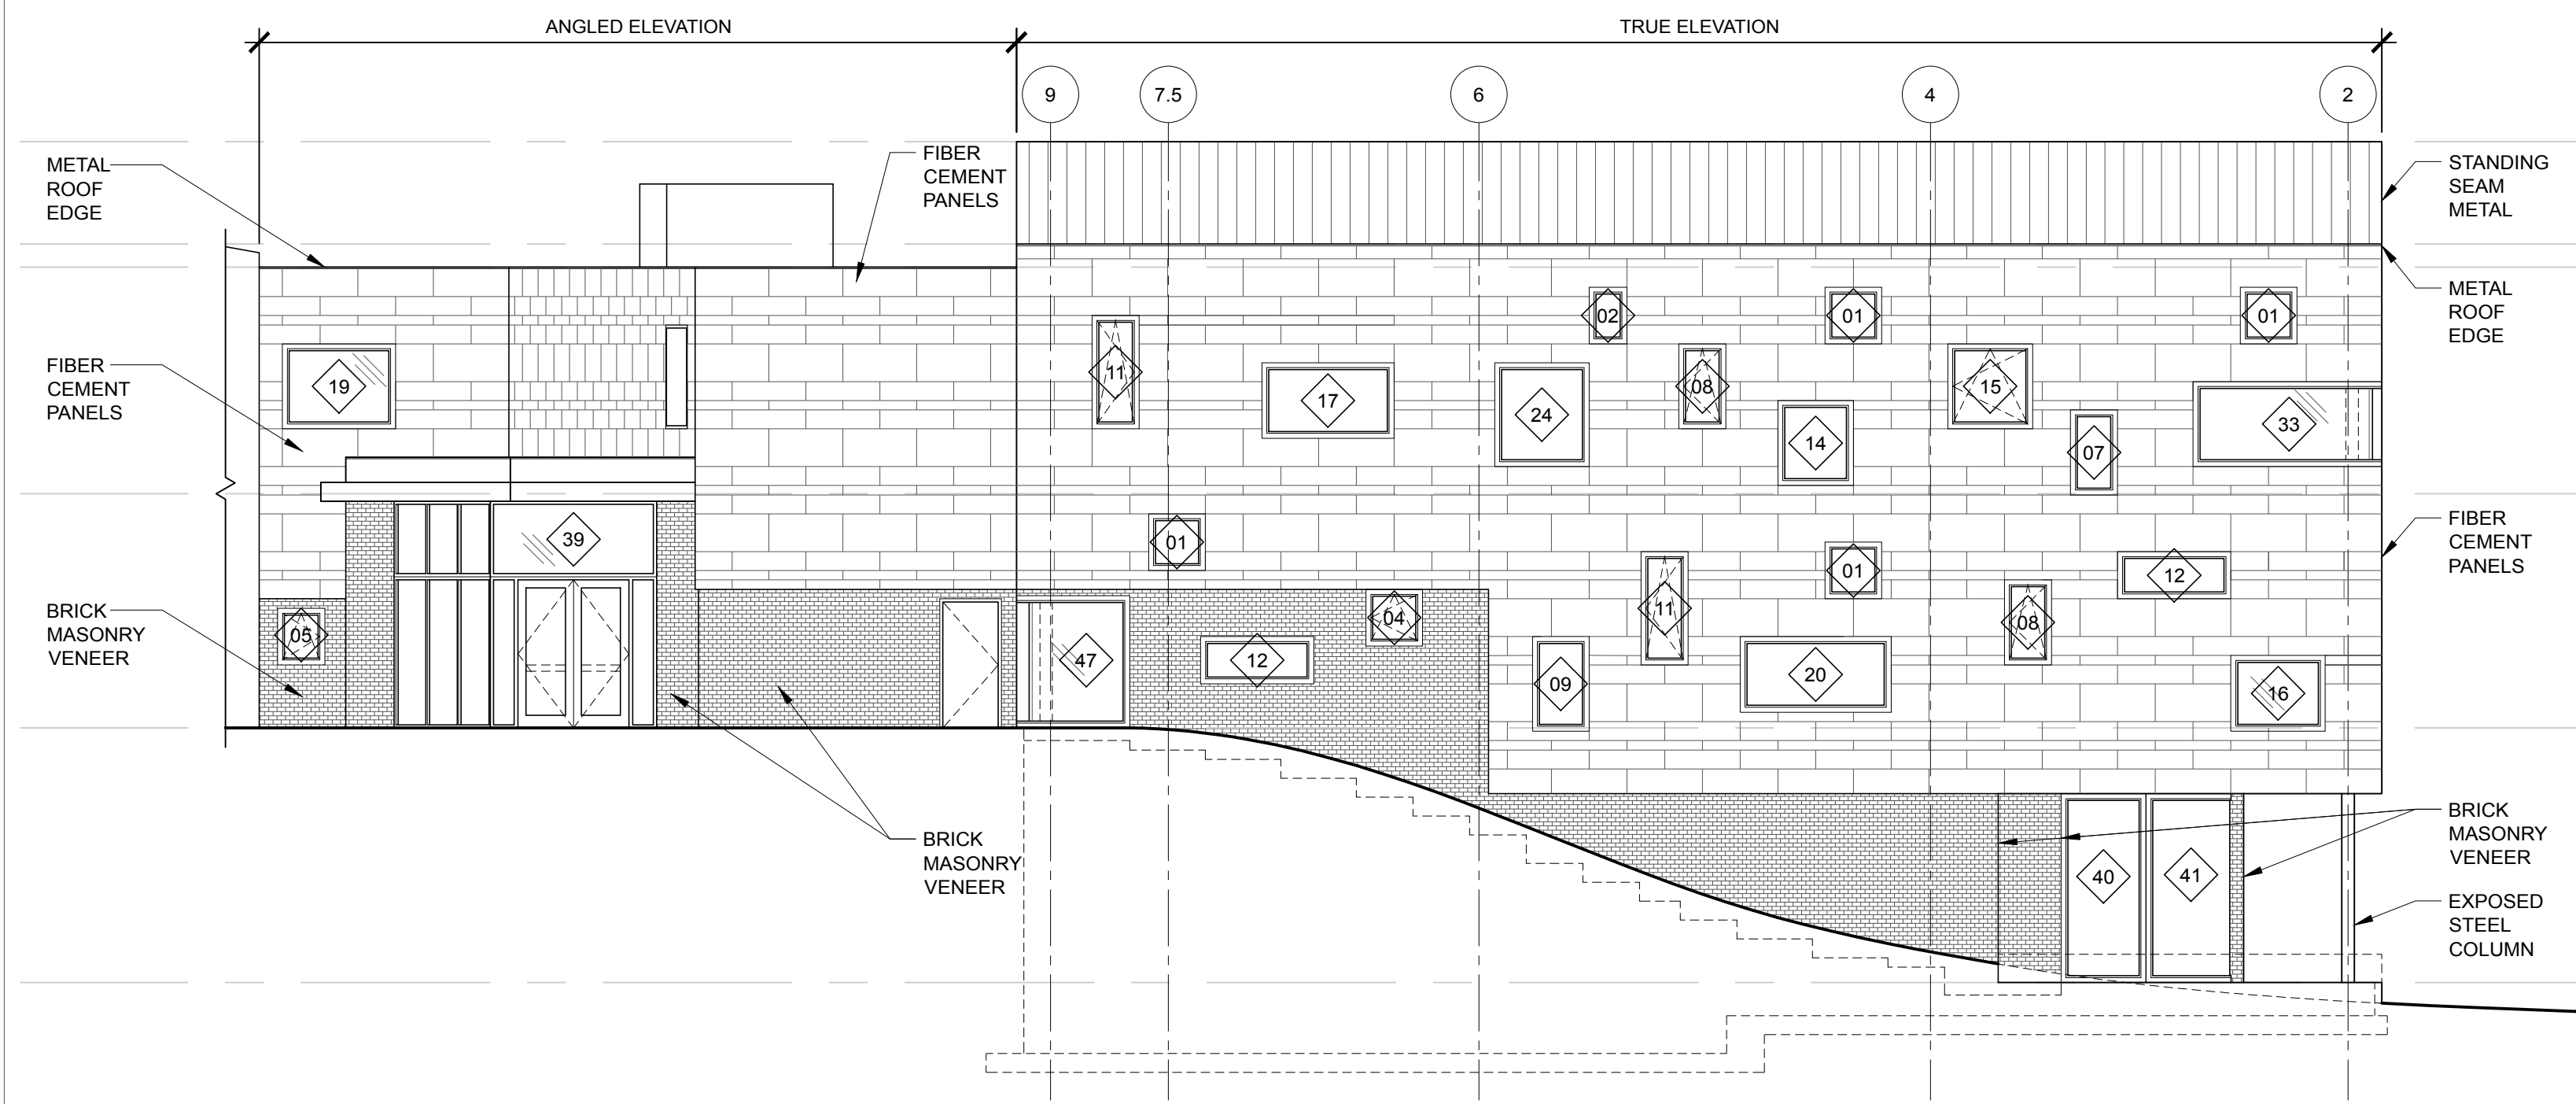 ANGLED ELEVATION
TRUE ELEVATION
9
7.5
6
4
2
METAL
ROOF
EDGE
FIBER
CEMENT
PANELS
STANDING
SEAM
METAL
METAL
ROOF
EDGE
02
01
01
FIBER
CEMENT
PANELS
19
11
17
24
08
14
15
07
33
FIBER
CEMENT
PANELS
39
01
11
01
12
08
BRICK
MASONRY
VENEER
05
47
12
04
09
20
16
BRICK
MASONRY
VENEER
BRICK
MASONRY
VENEER
40
41
EXPOSED
STEEL
COLUMN